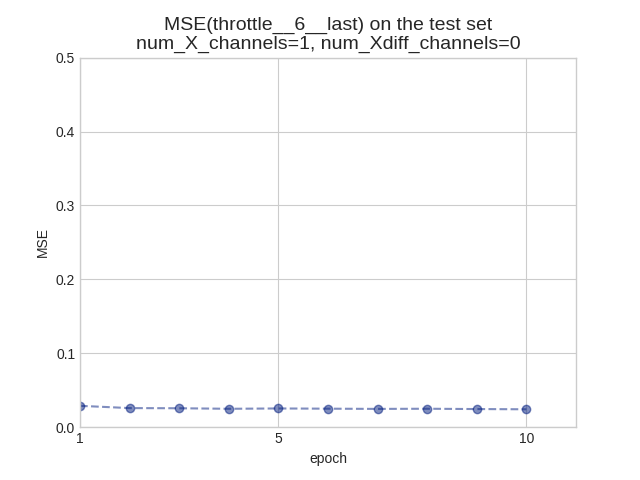 MSE(throttle__6__last) on the test set
num_X_channels=1, num_Xdiff_channels=0
0.5
0.4
0.3
0.2
0.1
0.0
MSE
1
5
10
epoch